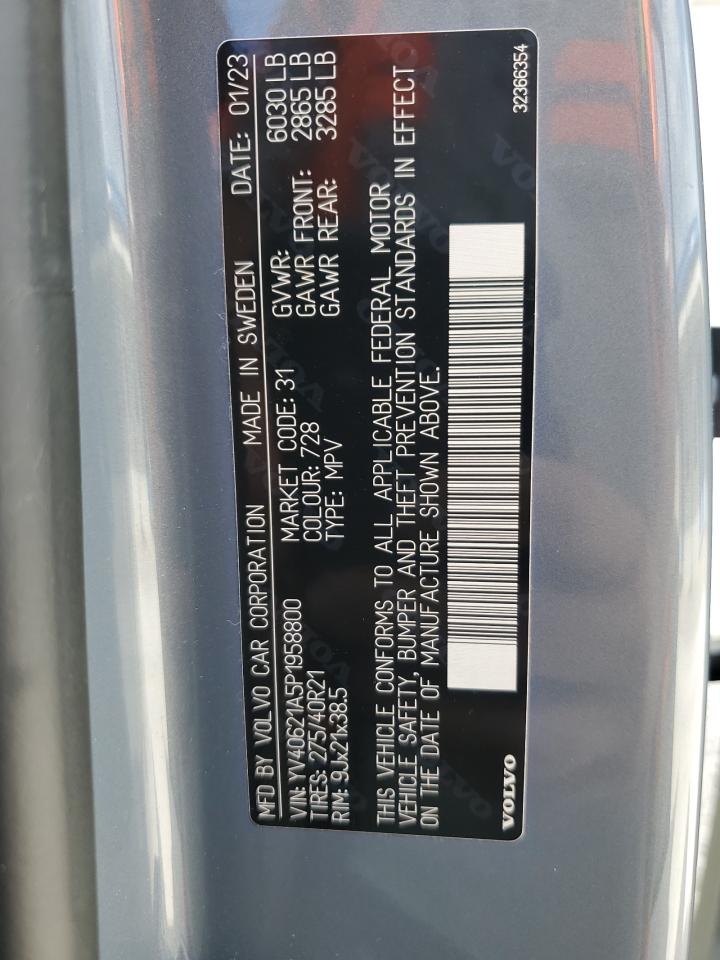 MFD BY VOLVO CAR CORPORATION MADE IN SWEDEN DATE: 01/23
VIN: YV40621A5P1958800 MARKET CODE: 31 GVWR: 6030 LB
TIRES: 275/40R21 COLOUR: 728 GAWR FRONT: 2865 LB
RIM: 9Jx21x38.5 TYPE: MPV GAWR REAR: 3285 LB
THIS VEHICLE CONFORMS TO ALL APPLICABLE FEDERAL MOTOR
VEHICLE SAFETY, BUMPER AND THEFT PREVENTION STANDARDS IN EFFECT
ON THE DATE OF MANUFACTURE SHOWN ABOVE.
VOLVO 32366354